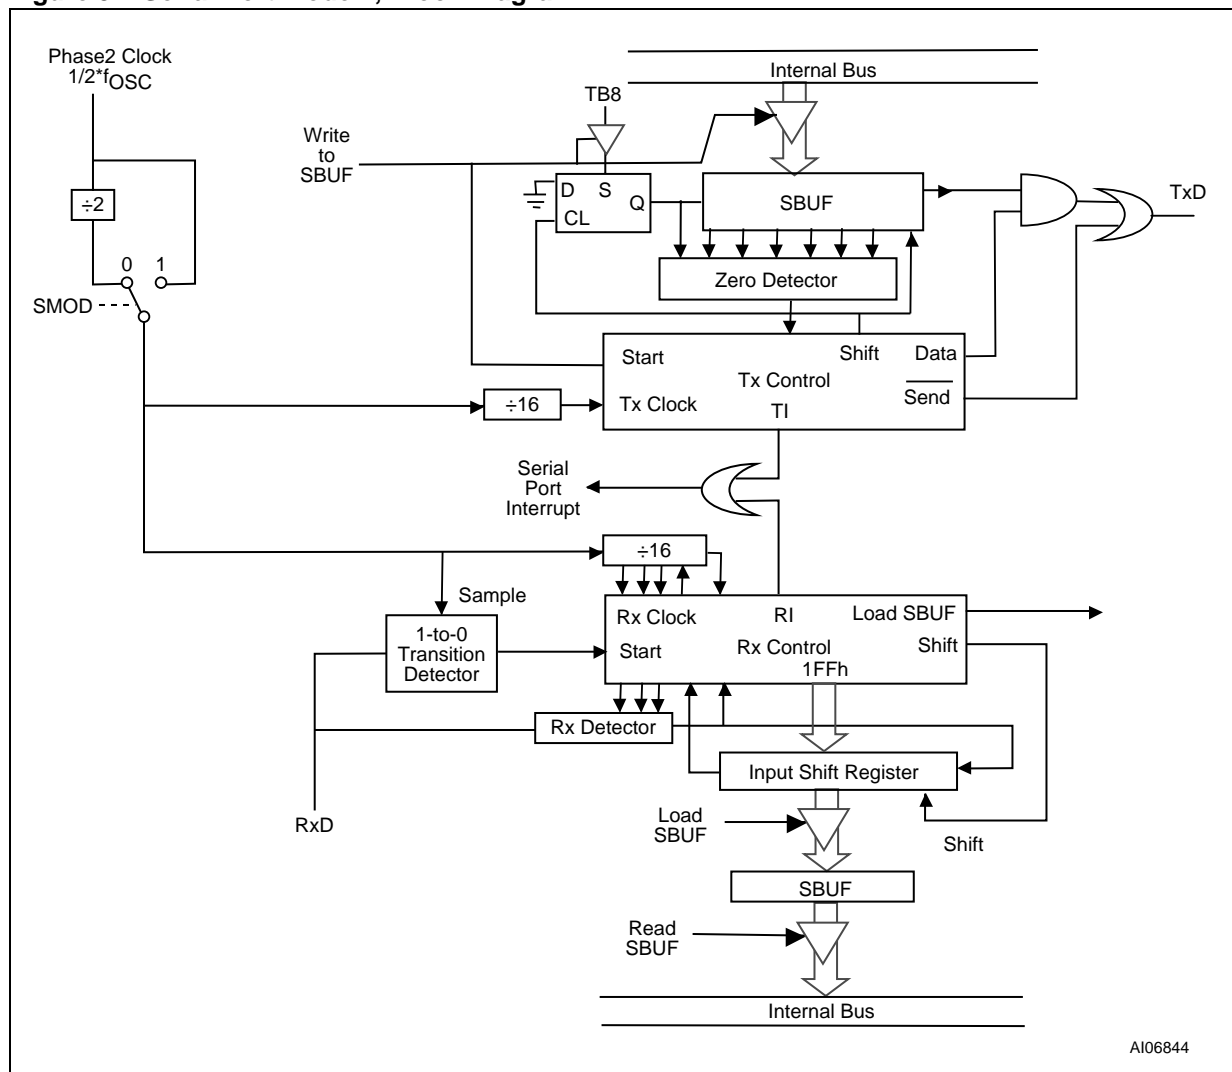 Phase2 Clock
1/2*fOSC
÷2
0 1
SMOD
Write
to
SBUF
TB8
Internal Bus
D S
Q
CL
SBUF
TxD
Zero Detector
Start
Shift
Data
Tx Control
Send
Tx Clock
TI
÷16
Serial
Port
Interrupt
÷16
Sample
1-to-0
Transition
Detector
Rx Clock
RI
Load SBUF
Start
Rx Control
Shift
1FFh
Rx Detector
Input Shift Register
RxD
Load
SBUF
Shift
SBUF
Read
SBUF
Internal Bus
AI06844